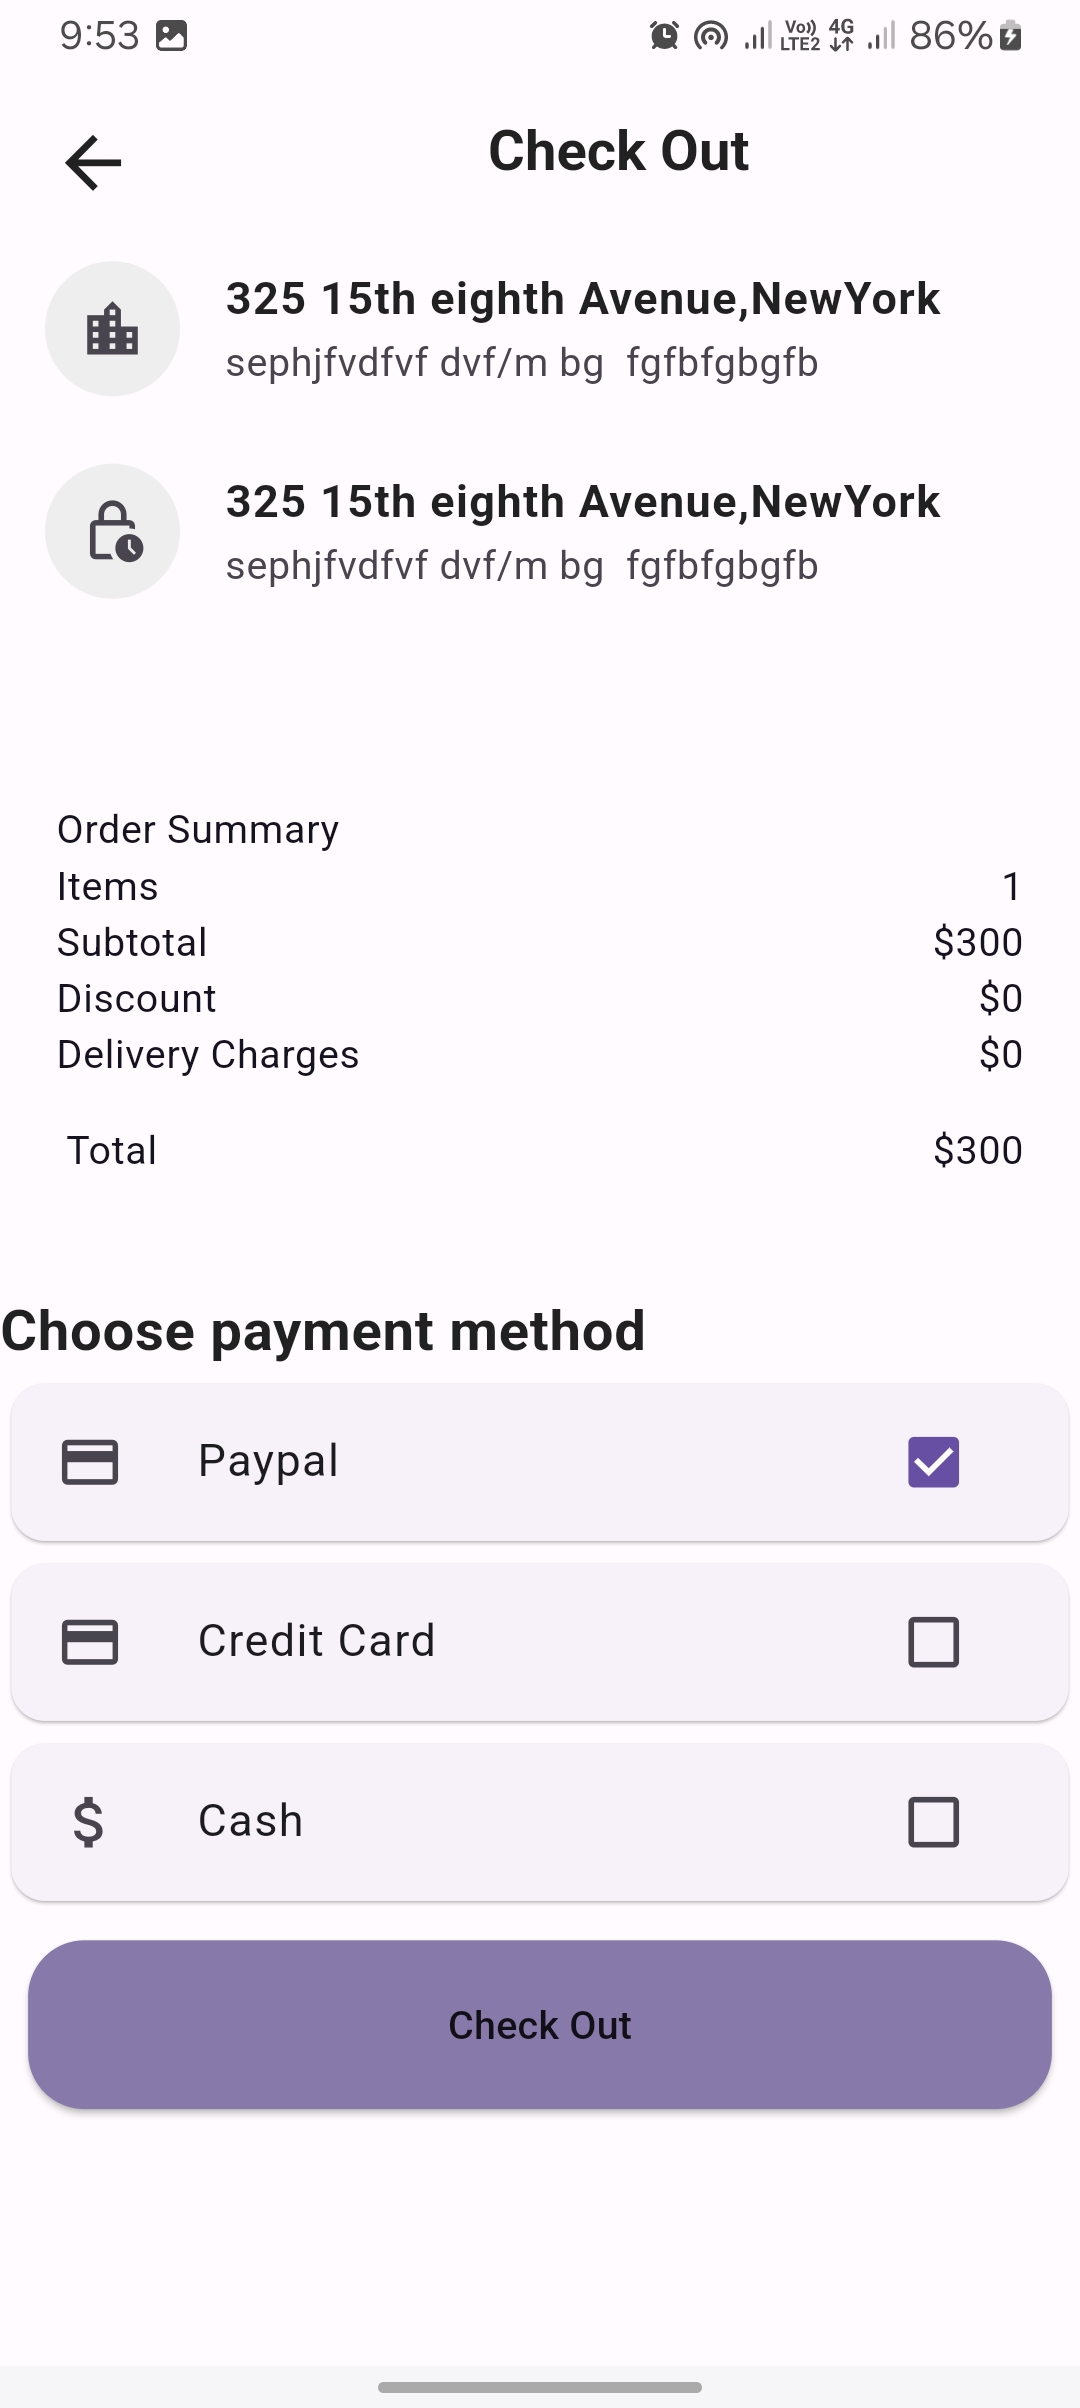 9:53 Vo)) LTE2 4G 86%
Check Out
325 15th eighth Avenue,NewYork
sephjfvdfvf dvf/m bg  fgfbfgbgfb
325 15th eighth Avenue,NewYork
sephjfvdfvf dvf/m bg  fgfbfgbgfb
Order Summary
Items 1
Subtotal $300
Discount $0
Delivery Charges $0
Total $300
Choose payment method
Paypal
Credit Card
Cash
Check Out